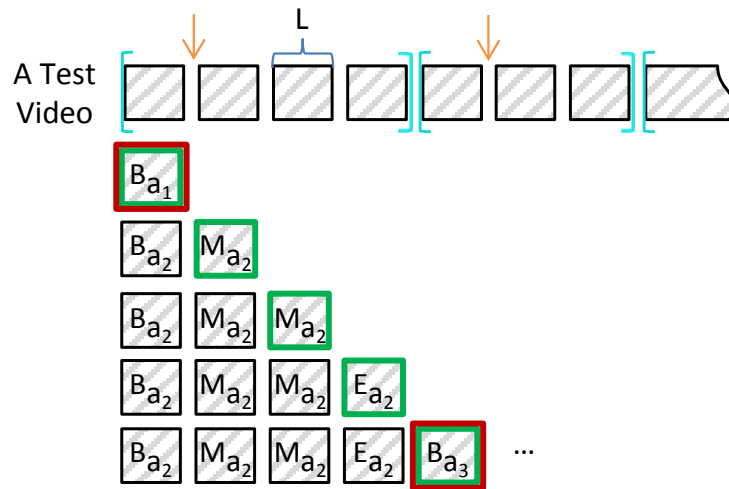 L
A Test
Video
Ba₁
Ba₂ Ma₂
Ba₂ Ma₂ Ma₂
Ba₂ Ma₂ Ma₂ Ea₂
Ba₂ Ma₂ Ma₂ Ea₂ Ba₃ ...